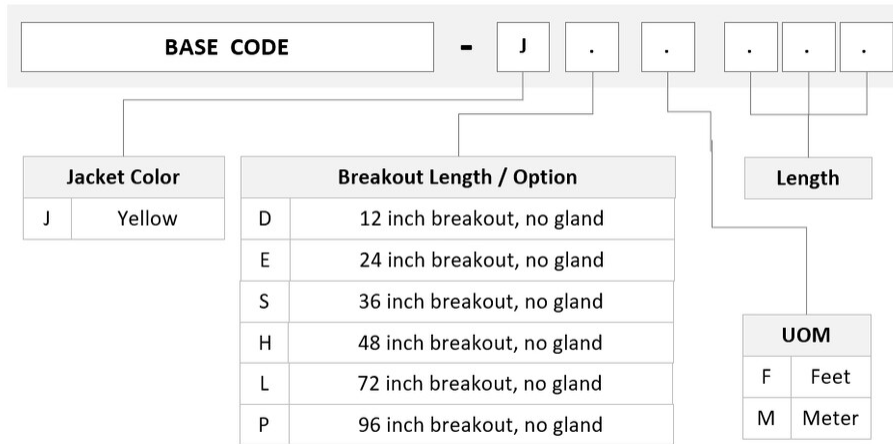 BASE CODE - J . . . . .
Jacket Color
J Yellow
Breakout Length / Option
D 12 inch breakout, no gland
E 24 inch breakout, no gland
S 36 inch breakout, no gland
H 48 inch breakout, no gland
L 72 inch breakout, no gland
P 96 inch breakout, no gland
Length
UOM
F Feet
M Meter